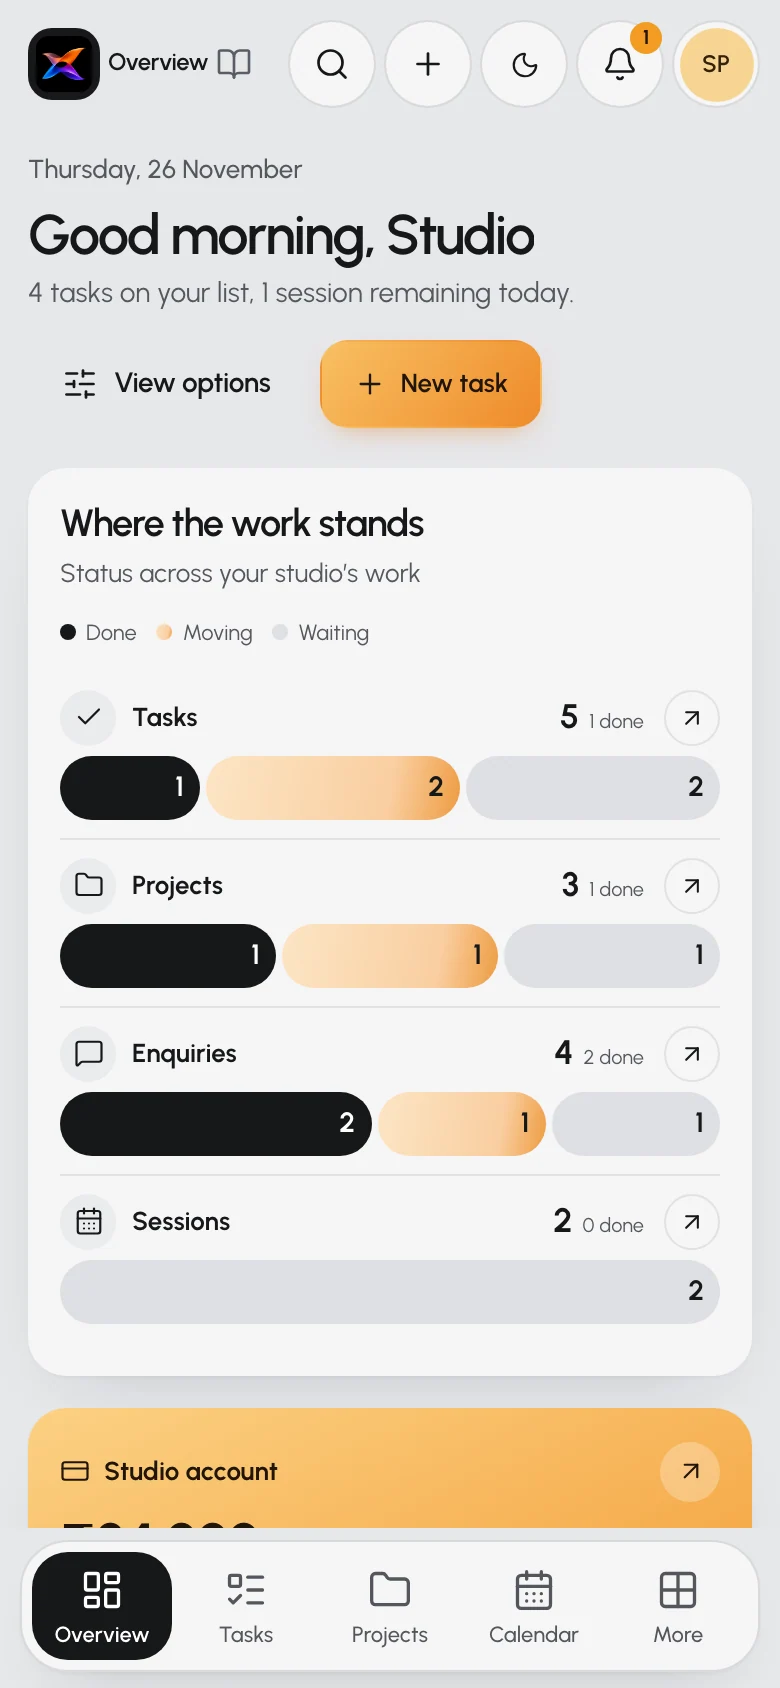 Overview
1
SP
Thursday, 26 November
Good morning, Studio
4 tasks on your list, 1 session remaining today.
View options
New task
Where the work stands
Status across your studio's work
Done Moving Waiting
Tasks 5 1 done
1 2 2
Projects 3 1 done
1 1 1
Enquiries 4 2 done
2 1 1
Sessions 2 0 done
2
Studio account
Overview Tasks Projects Calendar More